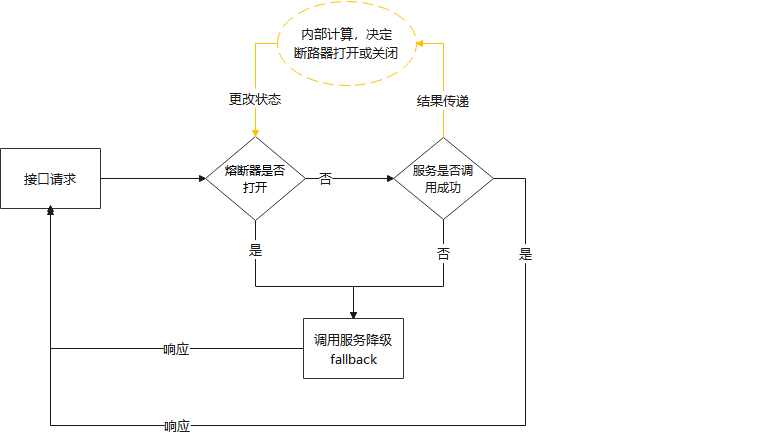 内部计算，决定
断路器打开或关闭
更改状态
结果传递
接口请求
熔断器是否
打开
否
服务是否调
用成功
是
否
是
调用服务降级
fallback
响应
响应